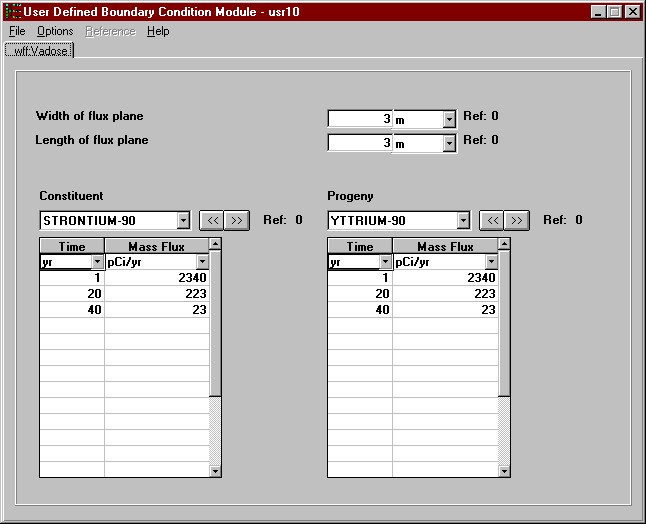 User Defined Boundary Condition Module - usr10
File Options Reference Help
wff:Vadose
Width of flux plane 3 m Ref: 0
Length of flux plane 3 m Ref: 0
Constituent Progeny
STRONTIUM-90 << >> Ref: 0 YTTRIUM-90 << >> Ref: 0
Time Mass Flux Time Mass Flux
yr pCi/yr yr pCi/yr
1 2340 1 2340
20 223 20 223
40 23 40 23